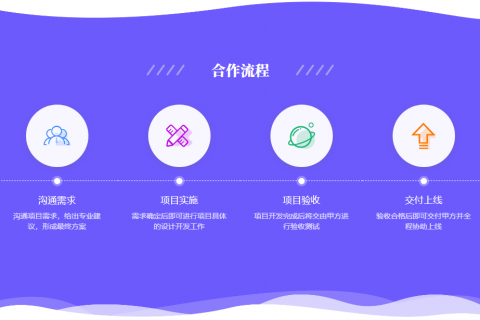 合作流程
沟通需求
沟通项目需求，给出专业建
议，形成最终方案
项目实施
需求确定后即可进行项目具体
的设计开发工作
项目验收
项目开发完成后将交由甲方进
行验收测试
交付上线
验收合格后即可交付甲方并全
程协助上线